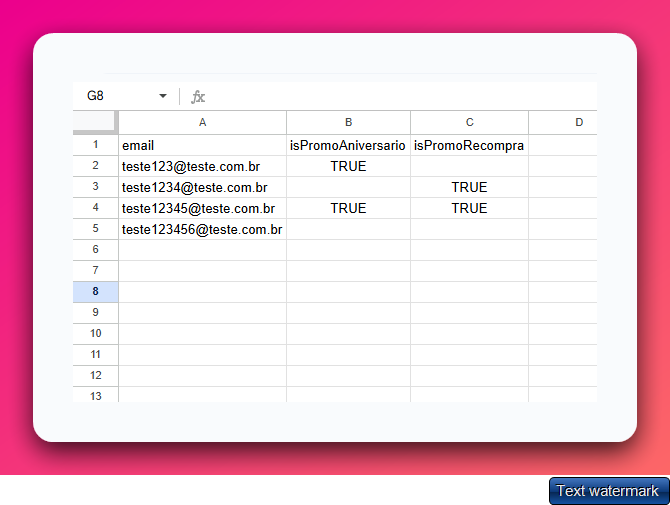 G8 fx
A B C D
1 email isPromoAniversario isPromoRecompra
2 teste123@teste.com.br TRUE
3 teste1234@teste.com.br TRUE
4 teste12345@teste.com.br TRUE TRUE
5 teste123456@teste.com.br
6
7
8
9
10
11
12
13
Text watermark